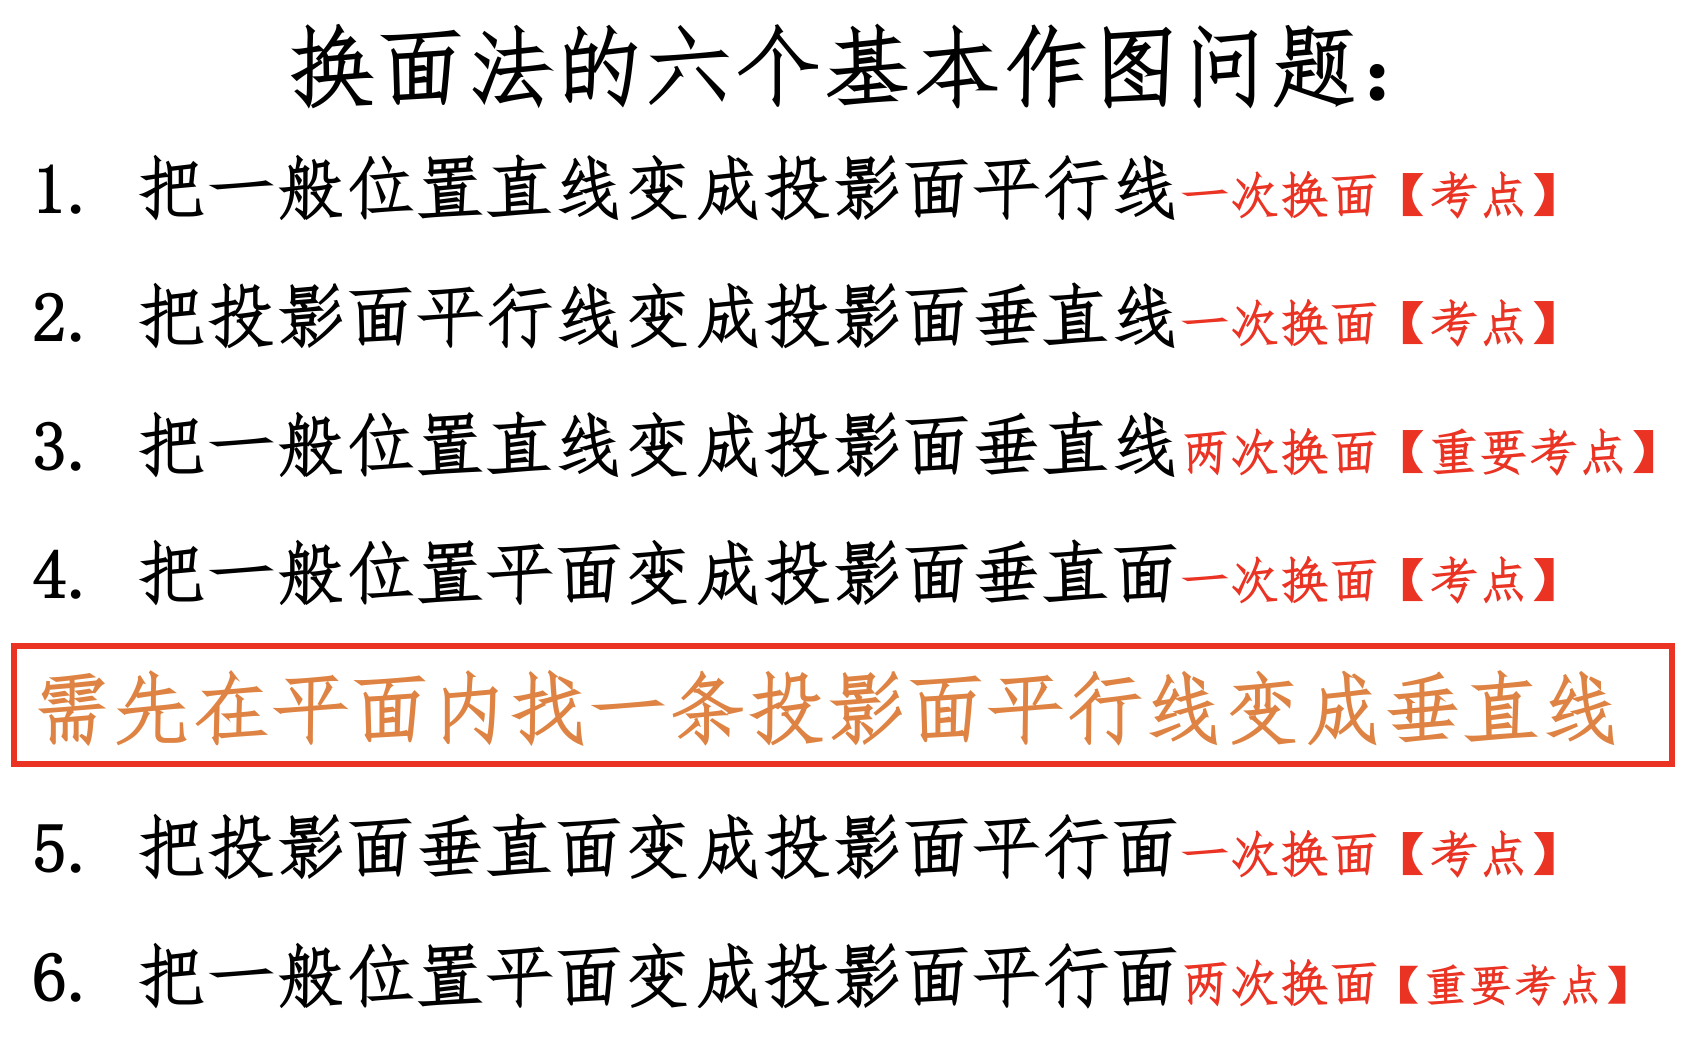 换面法的六个基本作图问题：
1. 把一般位置直线变成投影面平行线一次换面【考点】
2. 把投影面平行线变成投影面垂直线一次换面【考点】
3. 把一般位置直线变成投影面垂直线两次换面【重要考点】
4. 把一般位置平面变成投影面垂直面一次换面【考点】
需先在平面内找一条投影面平行线变成垂直线
5. 把投影面垂直面变成投影面平行面一次换面【考点】
6. 把一般位置平面变成投影面平行面两次换面【重要考点】